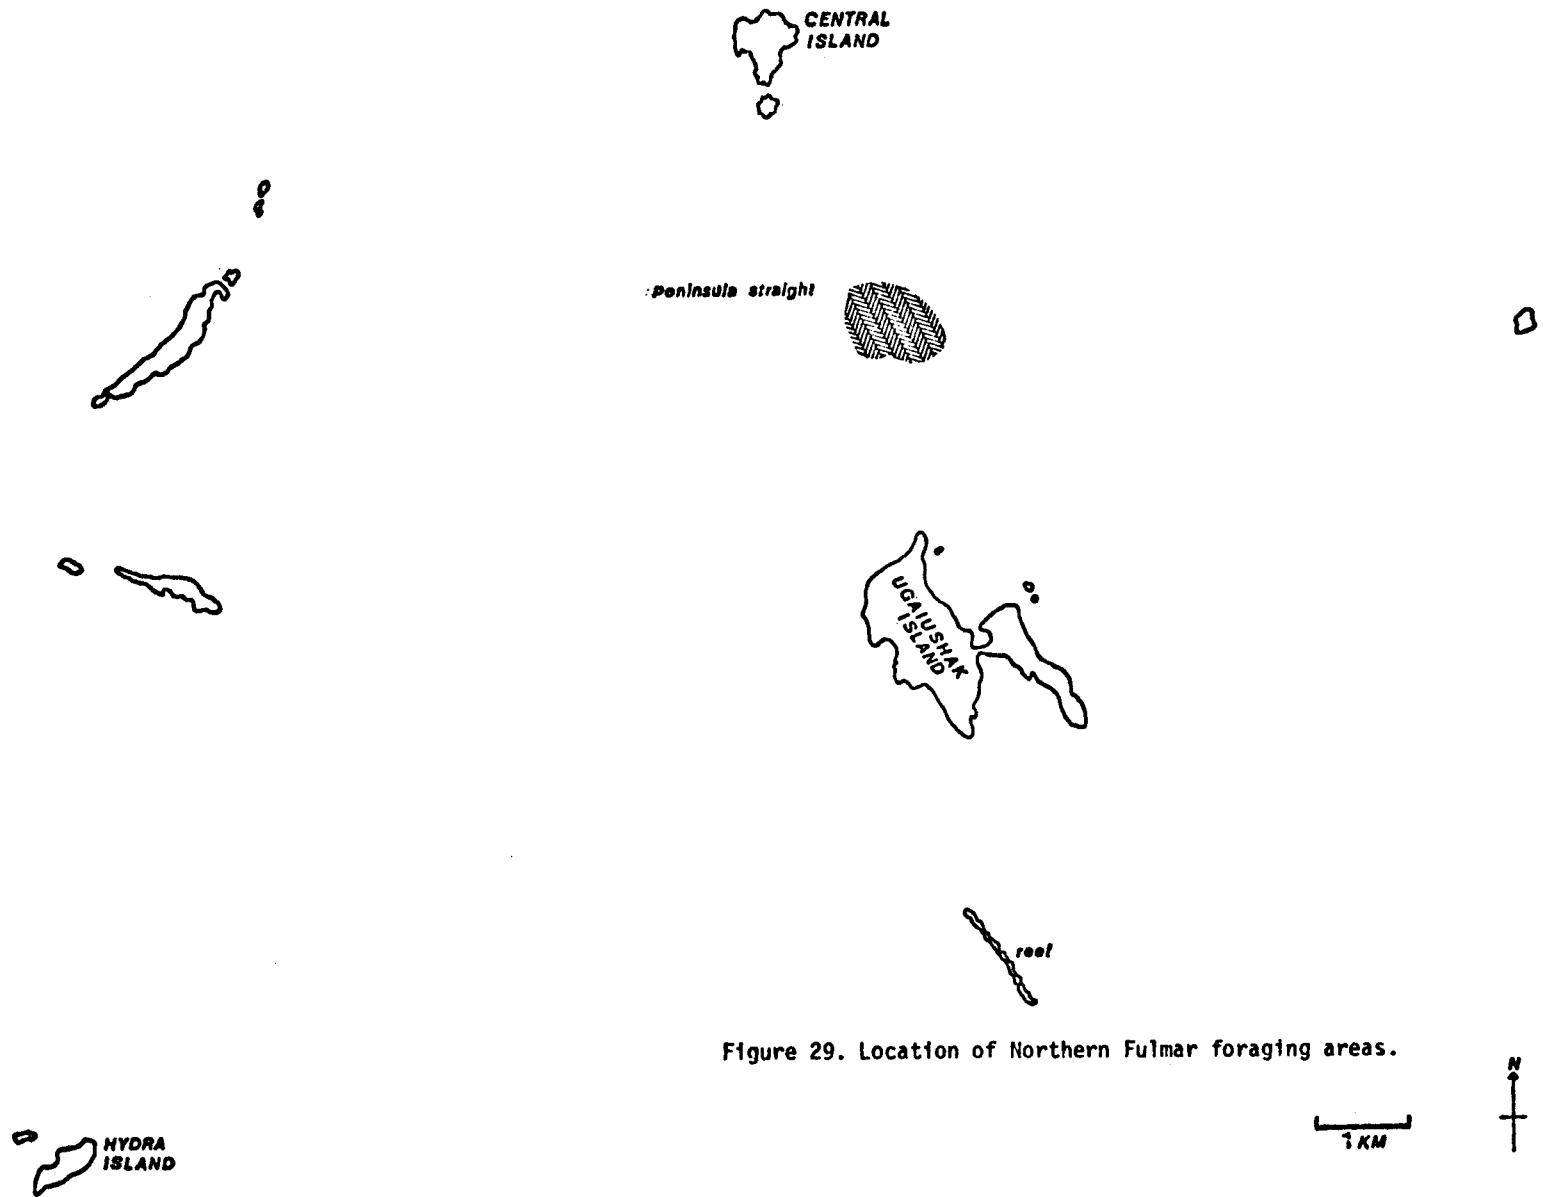 CENTRAL
ISLAND
Peninsula straight
UGAIUSHAK
ISLAND
reef
Figure 29. Location of Northern Fulmar foraging areas.
N
1 KM
HYDRA
ISLAND